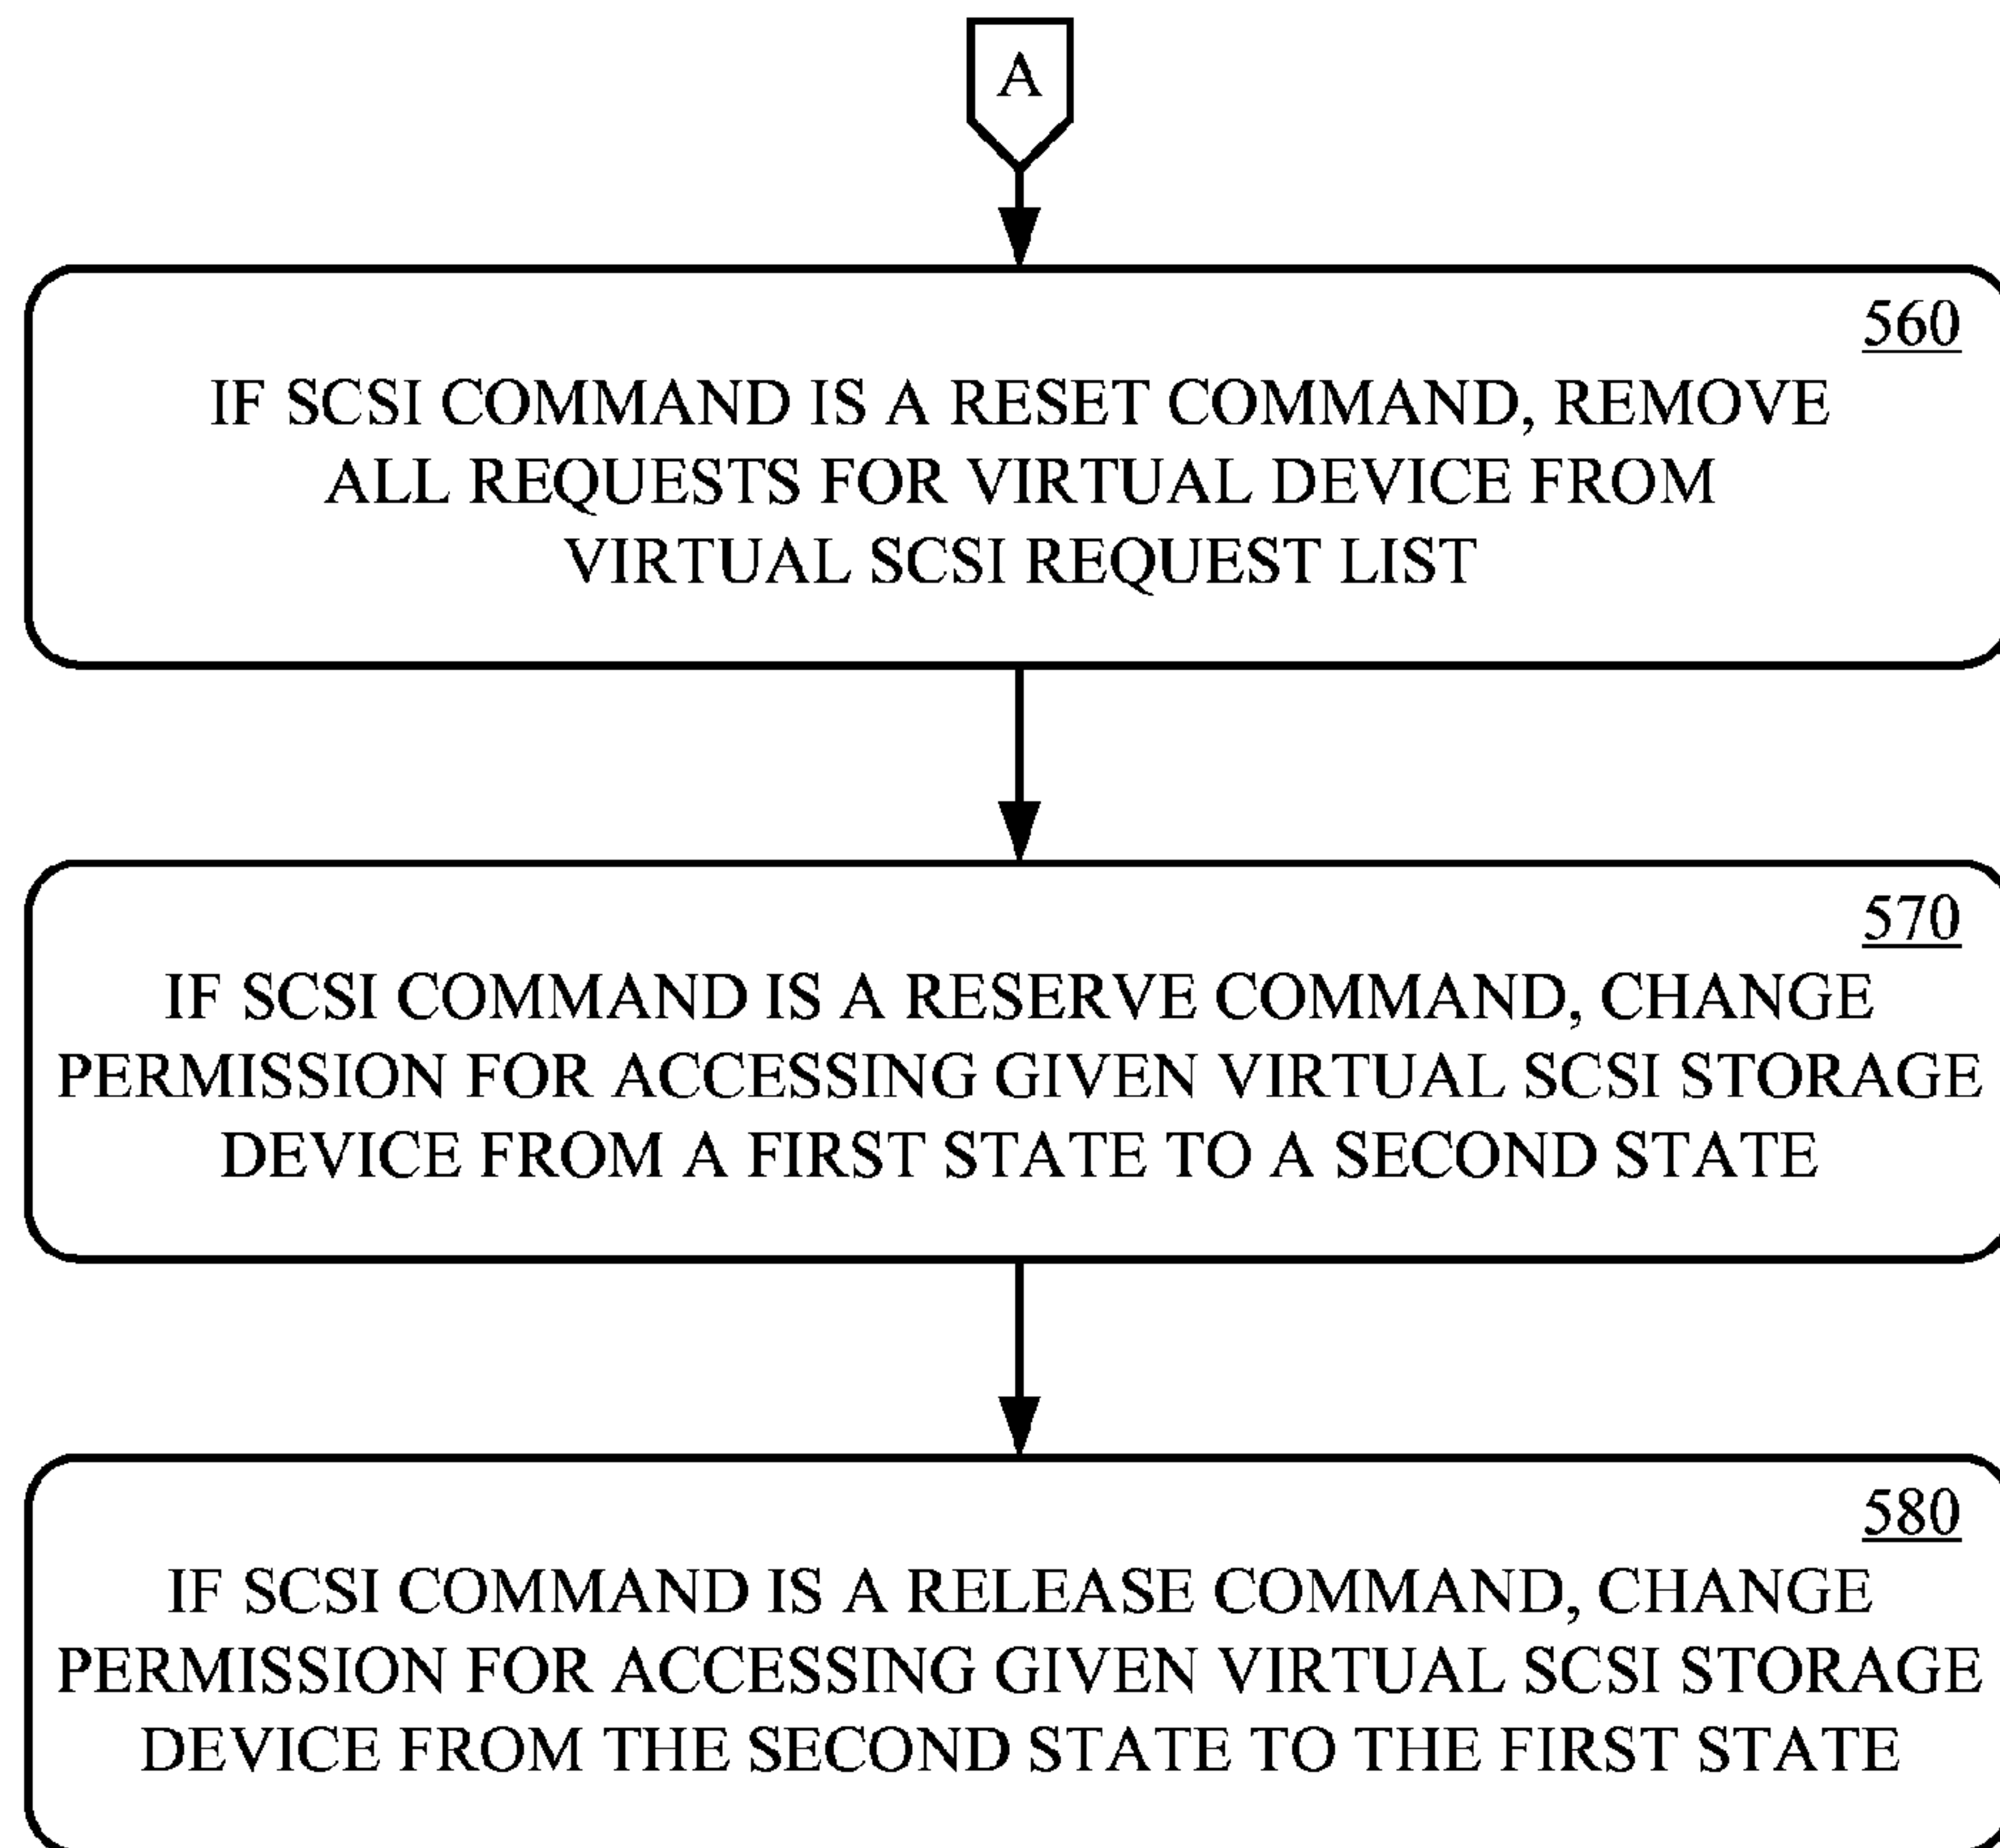 A
560
IF SCSI COMMAND IS A RESET COMMAND, REMOVE
ALL REQUESTS FOR VIRTUAL DEVICE FROM
VIRTUAL SCSI REQUEST LIST
570
IF SCSI COMMAND IS A RESERVE COMMAND, CHANGE
PERMISSION FOR ACCESSING GIVEN VIRTUAL SCSI STORAGE
DEVICE FROM A FIRST STATE TO A SECOND STATE
580
IF SCSI COMMAND IS A RELEASE COMMAND, CHANGE
PERMISSION FOR ACCESSING GIVEN VIRTUAL SCSI STORAGE
DEVICE FROM THE SECOND STATE TO THE FIRST STATE